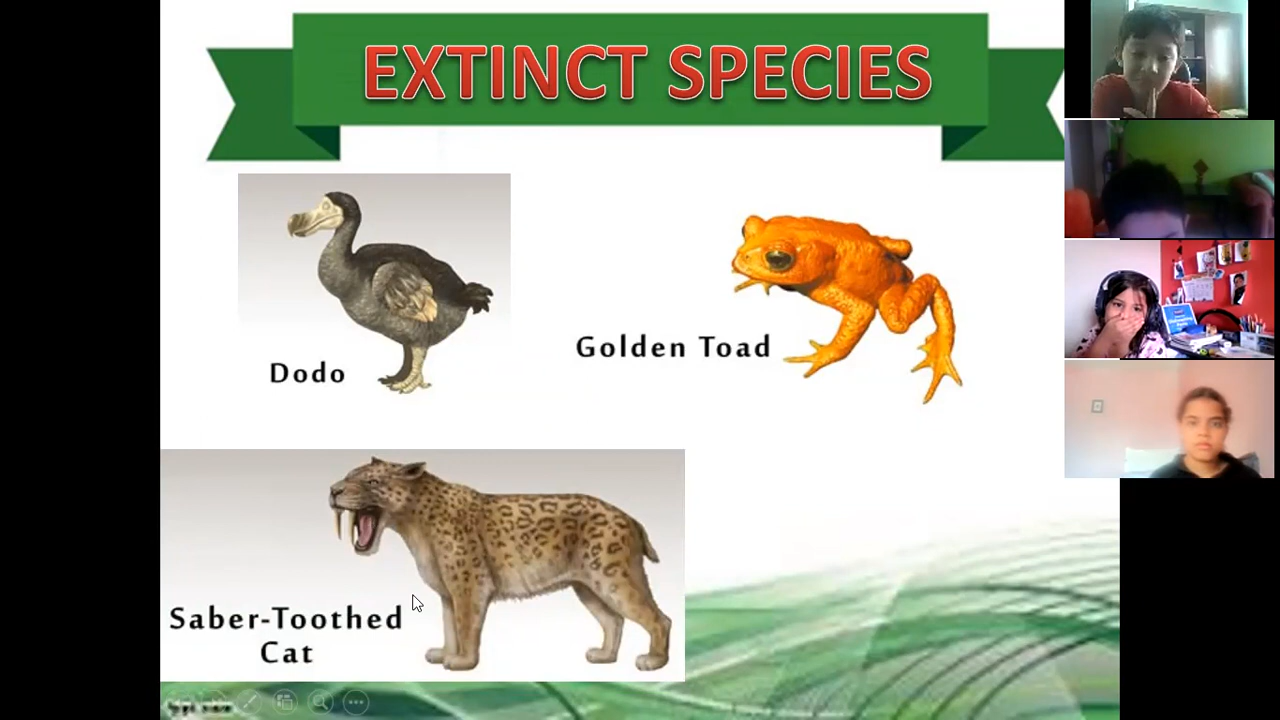 EXTINCT SPECIES
Dodo
Golden Toad
Saber-Toothed
Cat